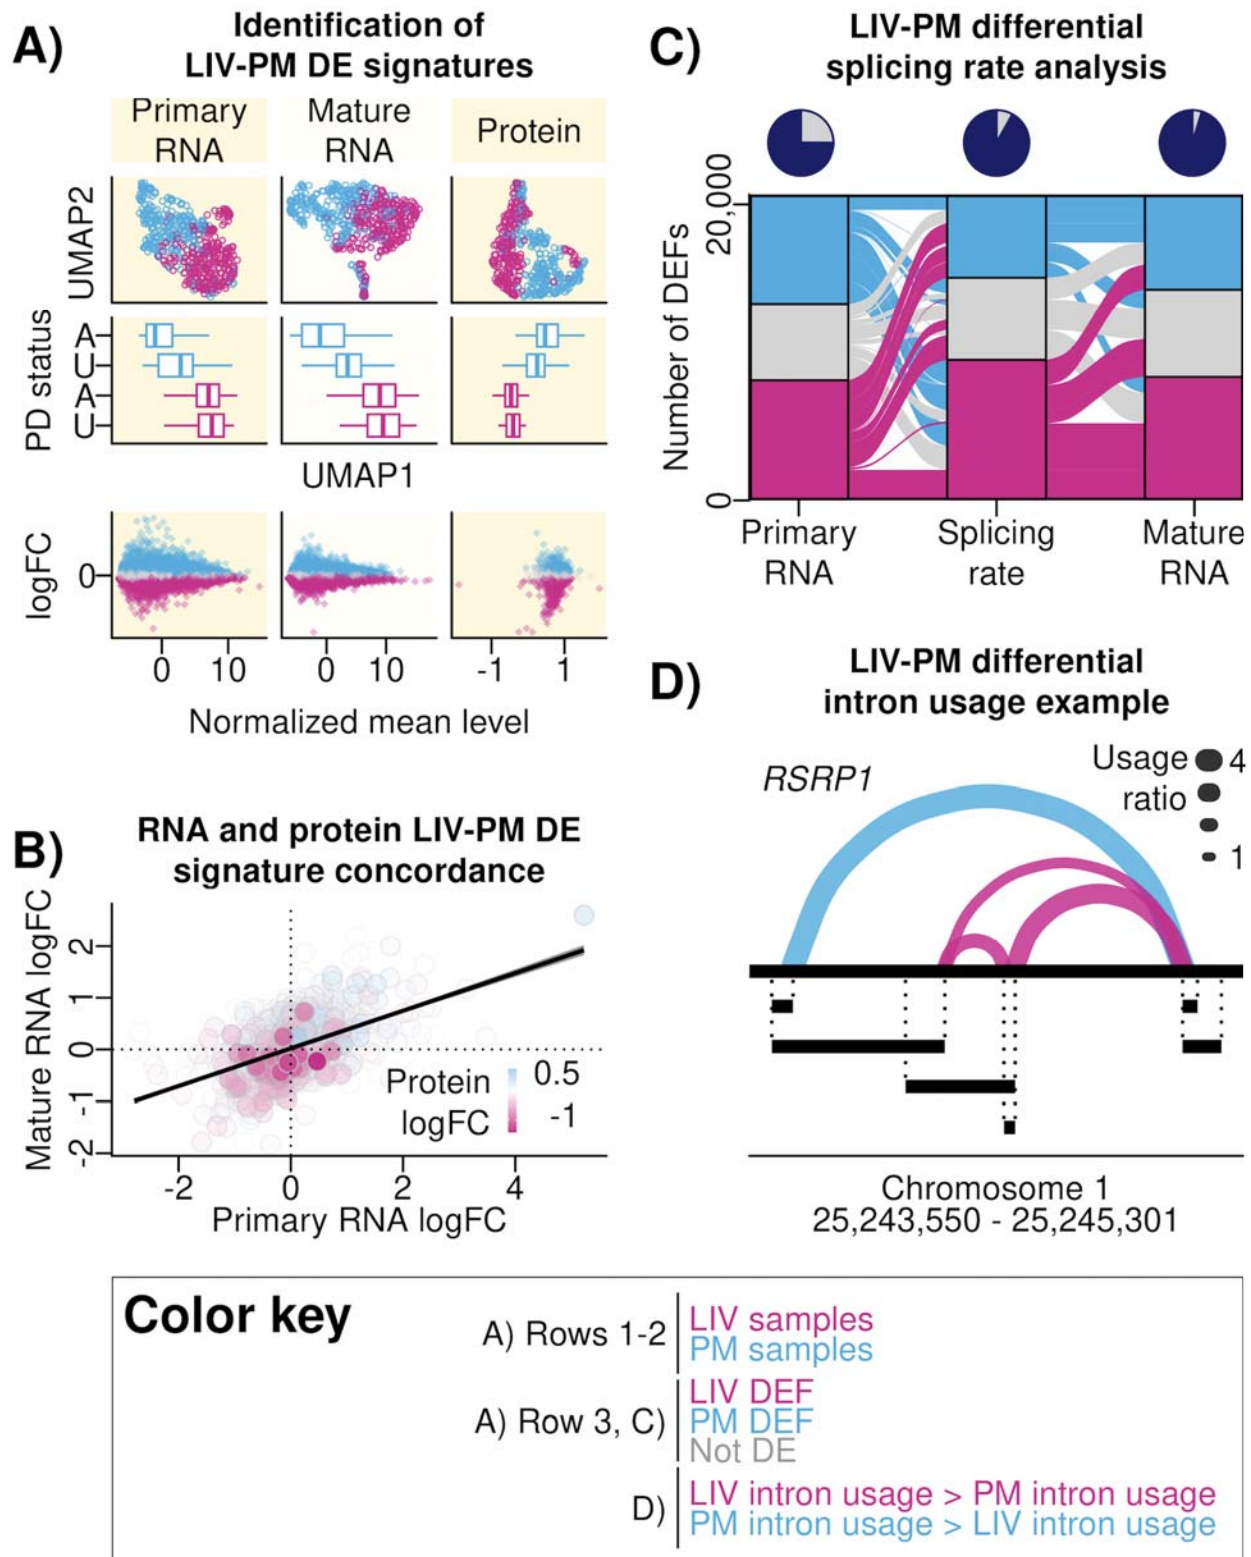 A)
Identification of
LIV-PM DE signatures
Primary
RNA
Mature
RNA
Protein
UMAP2
PD status
A
U
A
U
UMAP1
logFC
0
0 10
0 10
-1 1
Normalized mean level
B)
RNA and protein LIV-PM DE
signature concordance
Mature RNA logFC
2
1
0
-1
-2
Protein
logFC
0.5
-1
-2 0 2 4
Primary RNA logFC
C)
LIV-PM differential
splicing rate analysis
Number of DEFs
20,000
0
Primary
RNA
Splicing
rate
Mature
RNA
D)
LIV-PM differential
intron usage example
RSRP1
Usage
ratio
4
1
Chromosome 1
25,243,550 - 25,245,301
Color key
A) Rows 1-2
LIV samples
PM samples
A) Row 3, C)
LIV DEF
PM DEF
Not DE
D)
LIV intron usage > PM intron usage
PM intron usage > LIV intron usage